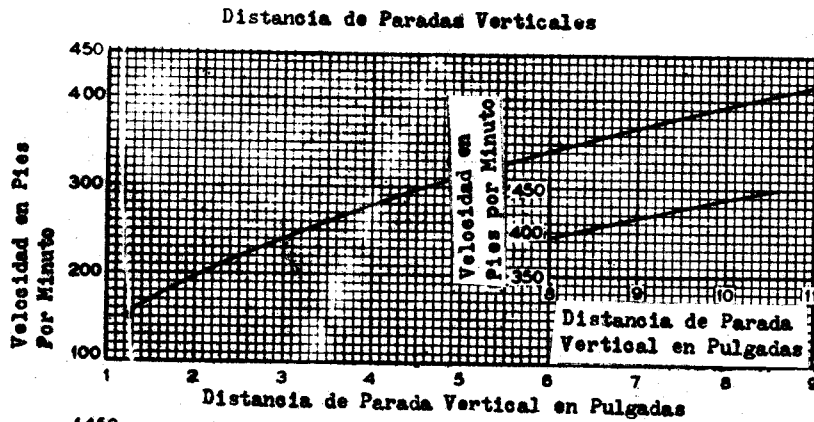 Distancia de Paradas Verticales
450
400
300
200
100
Velocidad en Pies
Por Minuto
1 2 3 4 5 6 7 8 9
Distancia de Parada Vertical en Pulgadas
Velocidad en
Pies por Minuto
450
400
350
8 9 10 11
Distancia de Parada
Vertical en Pulgadas